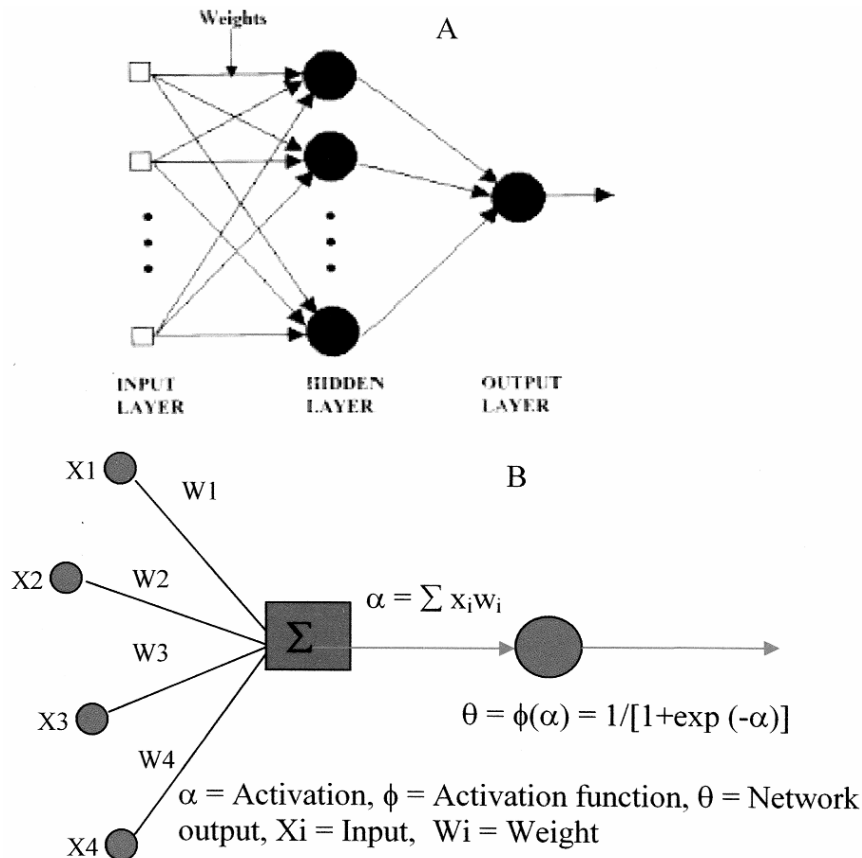 Weights
A
INPUT
LAYER
HIDDEN
LAYER
OUTPUT
LAYER
B
X1
W1
X2
W2
Σ
α = ∑ xᵢwᵢ
W3
X3
θ = ϕ(α) = 1/[1+exp (-α)]
W4
X4
α = Activation, ϕ = Activation function, θ = Network
output, Xi = Input, Wi = Weight